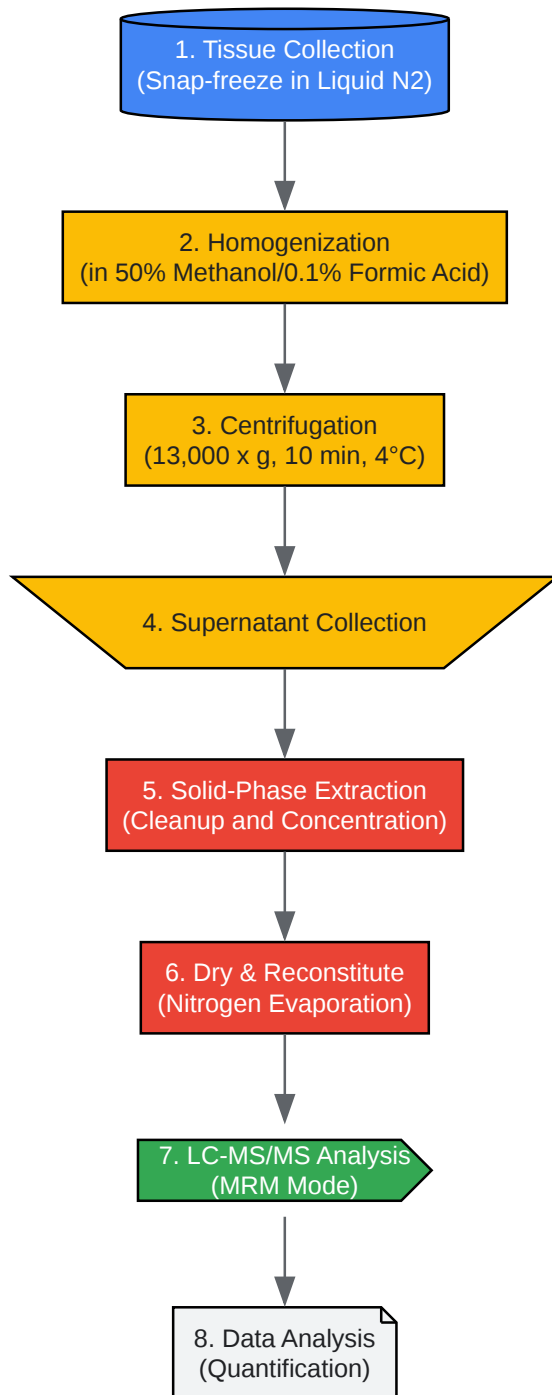 1. Tissue Collection
(Snap-freeze in Liquid N2)
2. Homogenization
(in 50% Methanol/0.1% Formic Acid)
3. Centrifugation
(13,000 x g, 10 min, 4°C)
4. Supernatant Collection
5. Solid-Phase Extraction
(Cleanup and Concentration)
6. Dry & Reconstitute
(Nitrogen Evaporation)
7. LC-MS/MS Analysis
(MRM Mode)
8. Data Analysis
(Quantification)